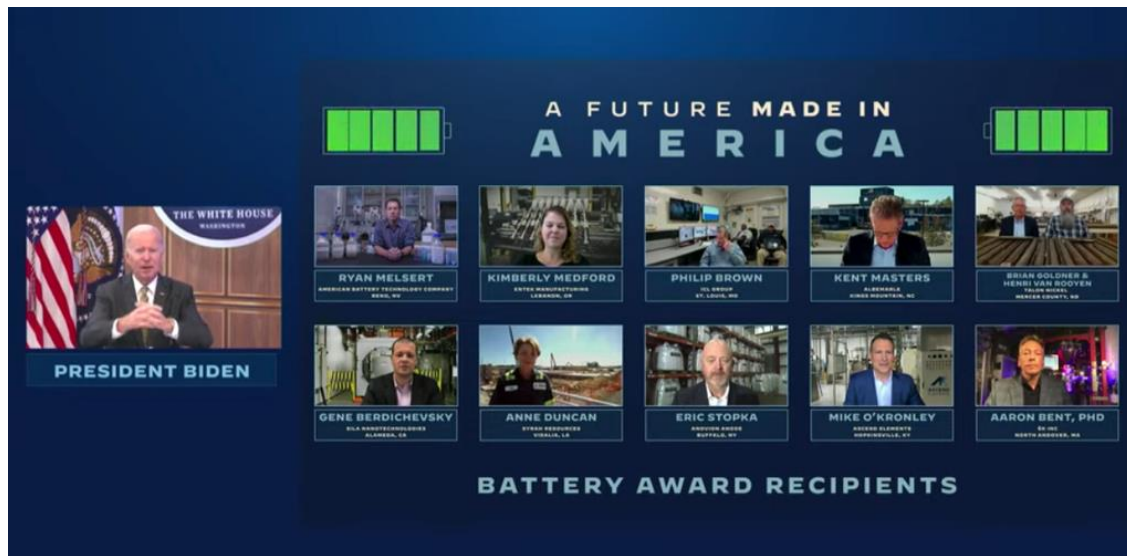 A FUTURE MADE IN
AMERICA
THE WHITE HOUSE
WASHINGTON
PRESIDENT BIDEN
RYAN MELSERT
AMERICAN BATTERY TECHNOLOGY COMPANY
RENO, NV
KIMBERLY MEDFORD
ENTEK MANUFACTURING
LEBANON, OR
PHILIP BROWN
ICL GROUP
ST. LOUIS, MO
KENT MASTERS
ALBEMARLE
KINGS MOUNTAIN, NC
BRIAN GOLDNER &
HENRI VAN ROOYEN
TALON NICKEL
MERCER COUNTY, ND
GENE BERDICHEVSKY
SILA NANOTECHNOLOGIES
ALAMEDA, CA
ANNE DUNCAN
SYRAH RESOURCES
VIDALIA, LA
ERIC STOPKA
ANOVION ANODE
BUFFALO, NY
MIKE O'KRONLEY
ASCEND ELEMENTS
HOPKINSVILLE, KY
AARON BENT, PHD
6K INC
NORTH ANDOVER, MA
BATTERY AWARD RECIPIENTS